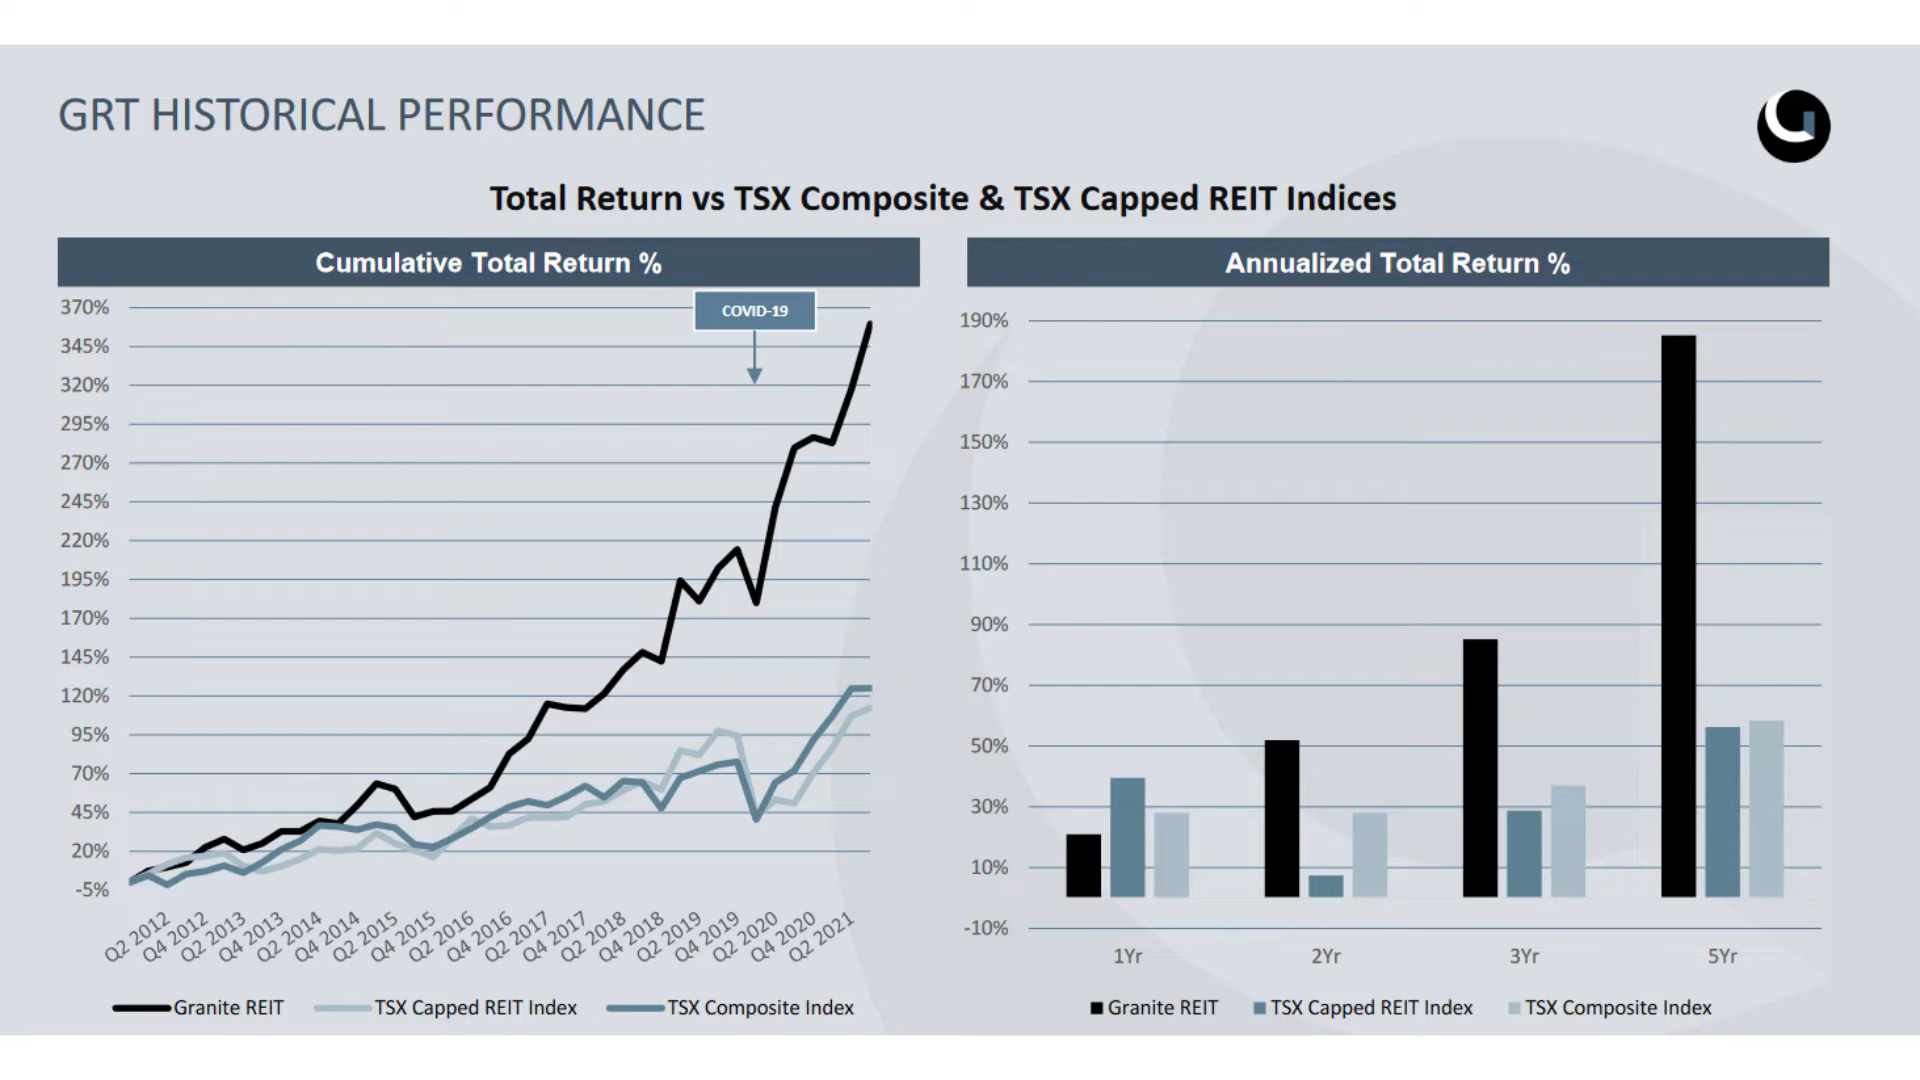 GRT HISTORICAL PERFORMANCE
Total Return vs TSX Composite & TSX Capped REIT Indices
Cumulative Total Return %
370%
345%
320%
295%
270%
245%
220%
195%
170%
145%
120%
95%
70%
45%
20%
-5%
COVID-19
Q2 2012
Q4 2012
Q2 2013
Q4 2013
Q2 2014
Q4 2014
Q2 2015
Q4 2015
Q2 2016
Q4 2016
Q2 2017
Q4 2017
Q2 2018
Q4 2018
Q2 2019
Q4 2019
Q2 2020
Q4 2020
Q2 2021
Granite REIT TSX Capped REIT Index TSX Composite Index
Annualized Total Return %
190%
170%
150%
130%
110%
90%
70%
50%
30%
10%
-10%
1Yr 2Yr 3Yr 5Yr
Granite REIT TSX Capped REIT Index TSX Composite Index